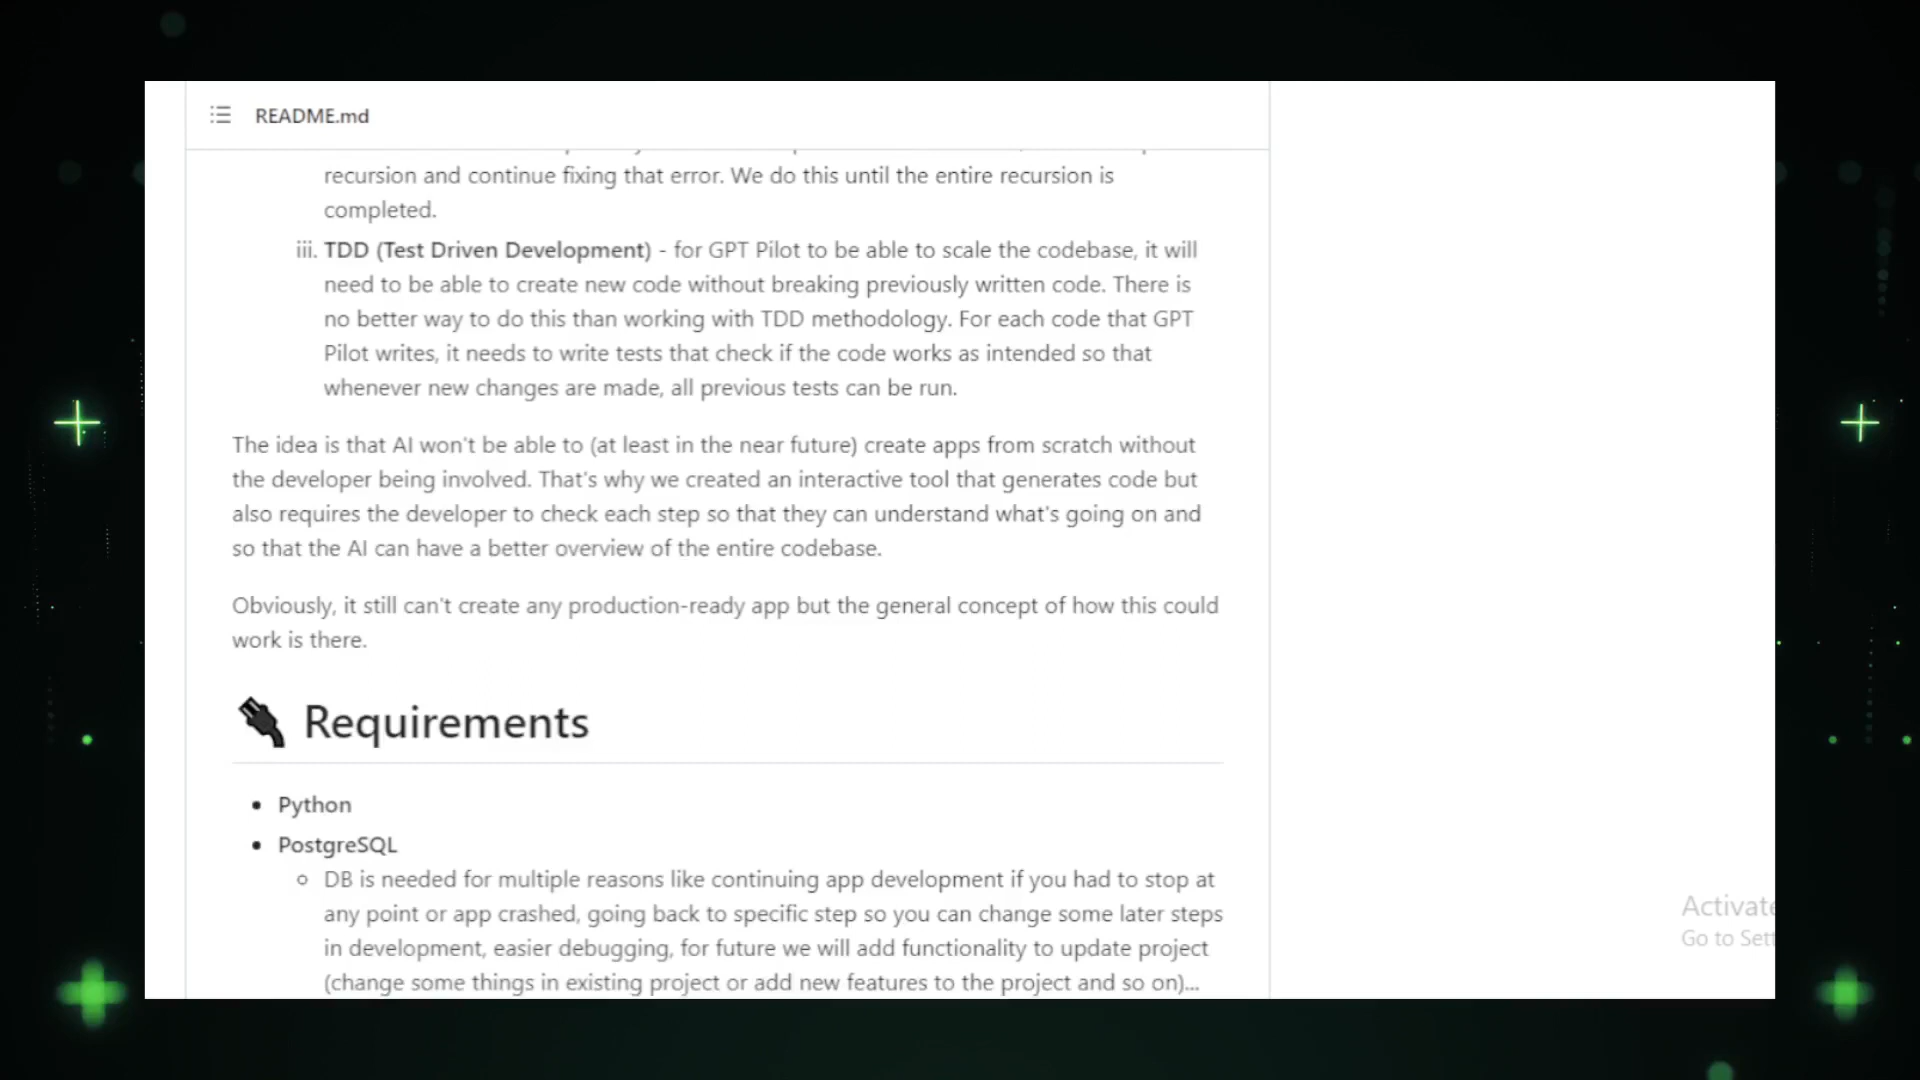 README.md
recursion and continue fixing that error. We do this until the entire recursion is
completed.
iii. TDD (Test Driven Development) - for GPT Pilot to be able to scale the codebase, it will
need to be able to create new code without breaking previously written code. There is
no better way to do this than working with TDD methodology. For each code that GPT
Pilot writes, it needs to write tests that check if the code works as intended so that
whenever new changes are made, all previous tests can be run.
The idea is that AI won't be able to (at least in the near future) create apps from scratch without
the developer being involved. That's why we created an interactive tool that generates code but
also requires the developer to check each step so that they can understand what's going on and
so that the AI can have a better overview of the entire codebase.
Obviously, it still can't create any production-ready app but the general concept of how this could
work is there.
Requirements
• Python
• PostgreSQL
○ DB is needed for multiple reasons like continuing app development if you had to stop at
any point or app crashed, going back to specific step so you can change some later steps
in development, easier debugging, for future we will add functionality to update project
(change some things in existing project or add new features to the project and so on)...
Activate
Go to Sett